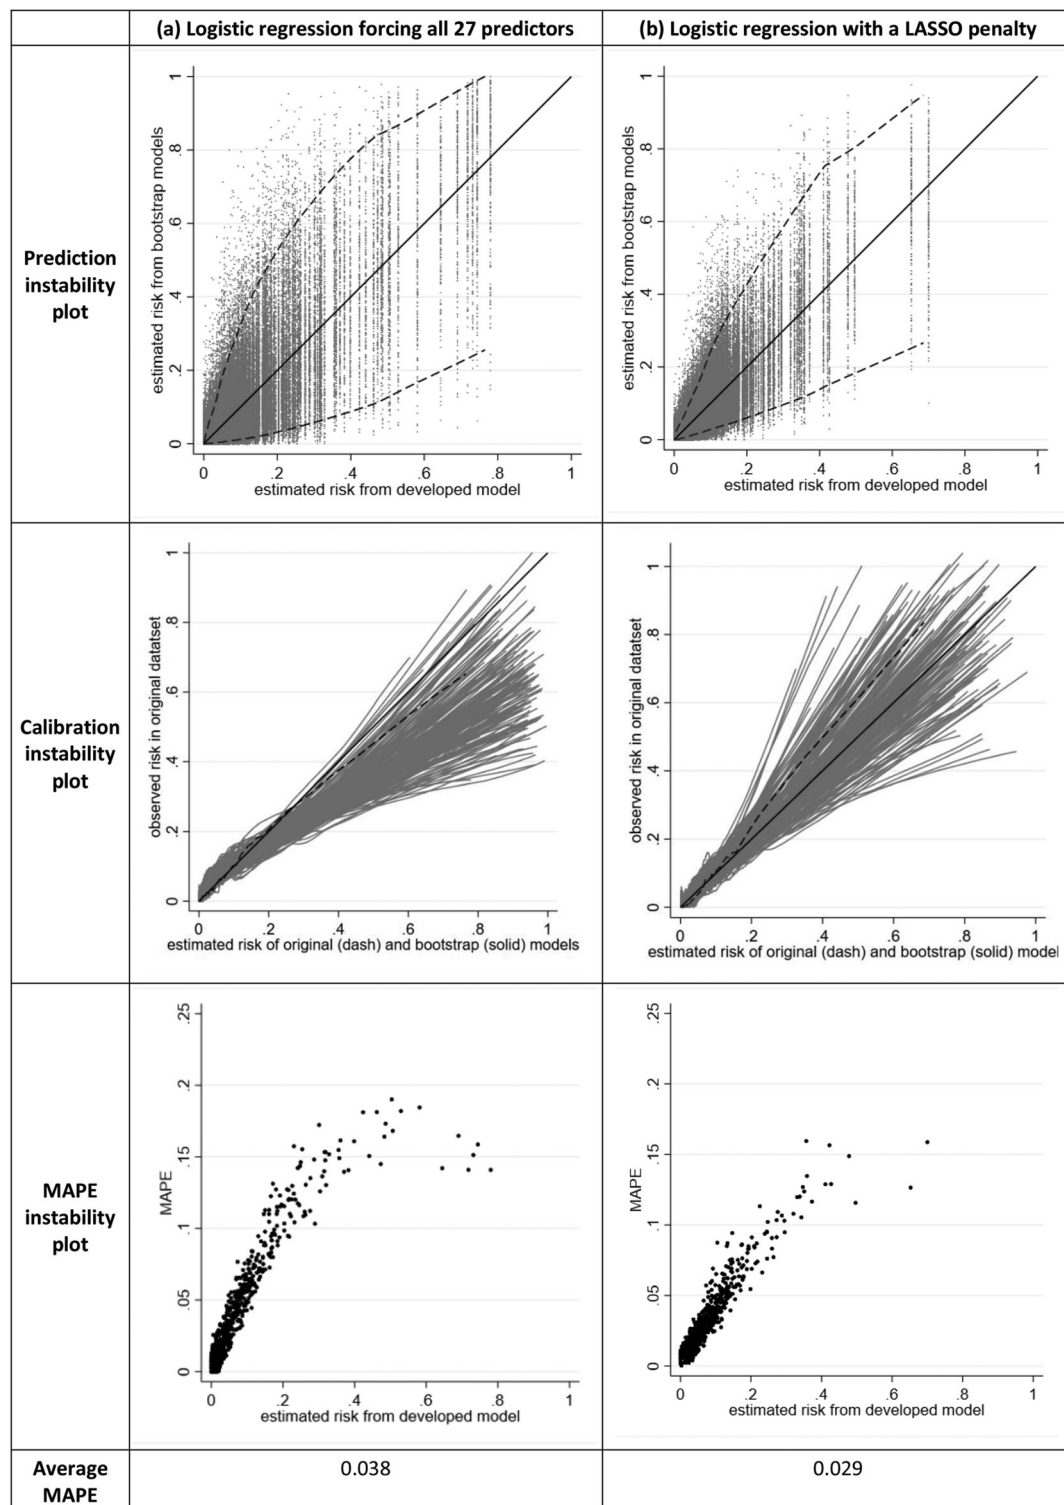 (a) Logistic regression forcing all 27 predictors
(b) Logistic regression with a LASSO penalty
Prediction
instability
plot
estimated risk from bootstrap models
1
.8
.6
.4
.2
0
0 .2 .4 .6 .8 1
estimated risk from developed model
estimated risk from bootstrap models
1
.8
.6
.4
.2
0
0 .2 .4 .6 .8 1
estimated risk from developed model
Calibration
instability
plot
observed risk in original datatset
1
.8
.6
.4
.2
0
0 .2 .4 .6 .8 1
estimated risk of original (dash) and bootstrap (solid) models
observed risk in original datatset
1
.8
.6
.4
.2
0
0 .2 .4 .6 .8 1
estimated risk of original (dash) and bootstrap (solid) model
MAPE
instability
plot
MAPE
.25
.2
.15
.1
.05
0
0 .2 .4 .6 .8 1
estimated risk from developed model
MAPE
.25
.2
.15
.1
.05
0
0 .2 .4 .6 .8 1
estimated risk from developed model
Average
MAPE
0.038
0.029